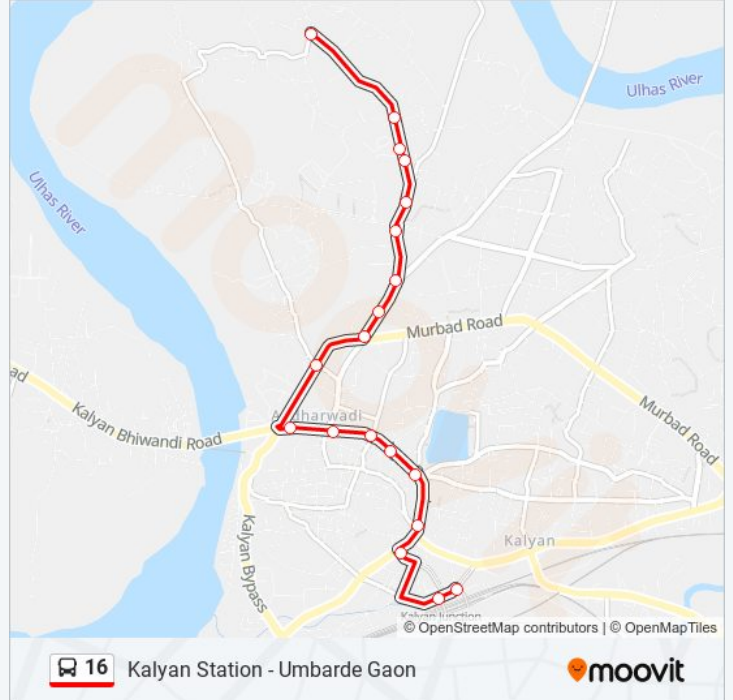 Ulhas River
Ulhas River
Murbad Road
ad
Kalyan Bhiwandi Road
Murbad Road
Kalyan
Kalyan Bypass
© OpenStreetMap contributors | © OpenMapTiles
16 Kalyan Station - Umbarde Gaon
moovit